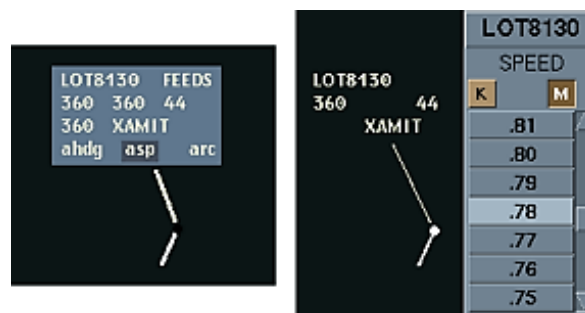 LOT8130 FEEDS
360 360 44
360 XAMIT
ahdg asp arc
LOT8130
360 44
XAMIT
LOT8130
SPEED
K M
.81
.80
.79
.78
.77
.76
.75